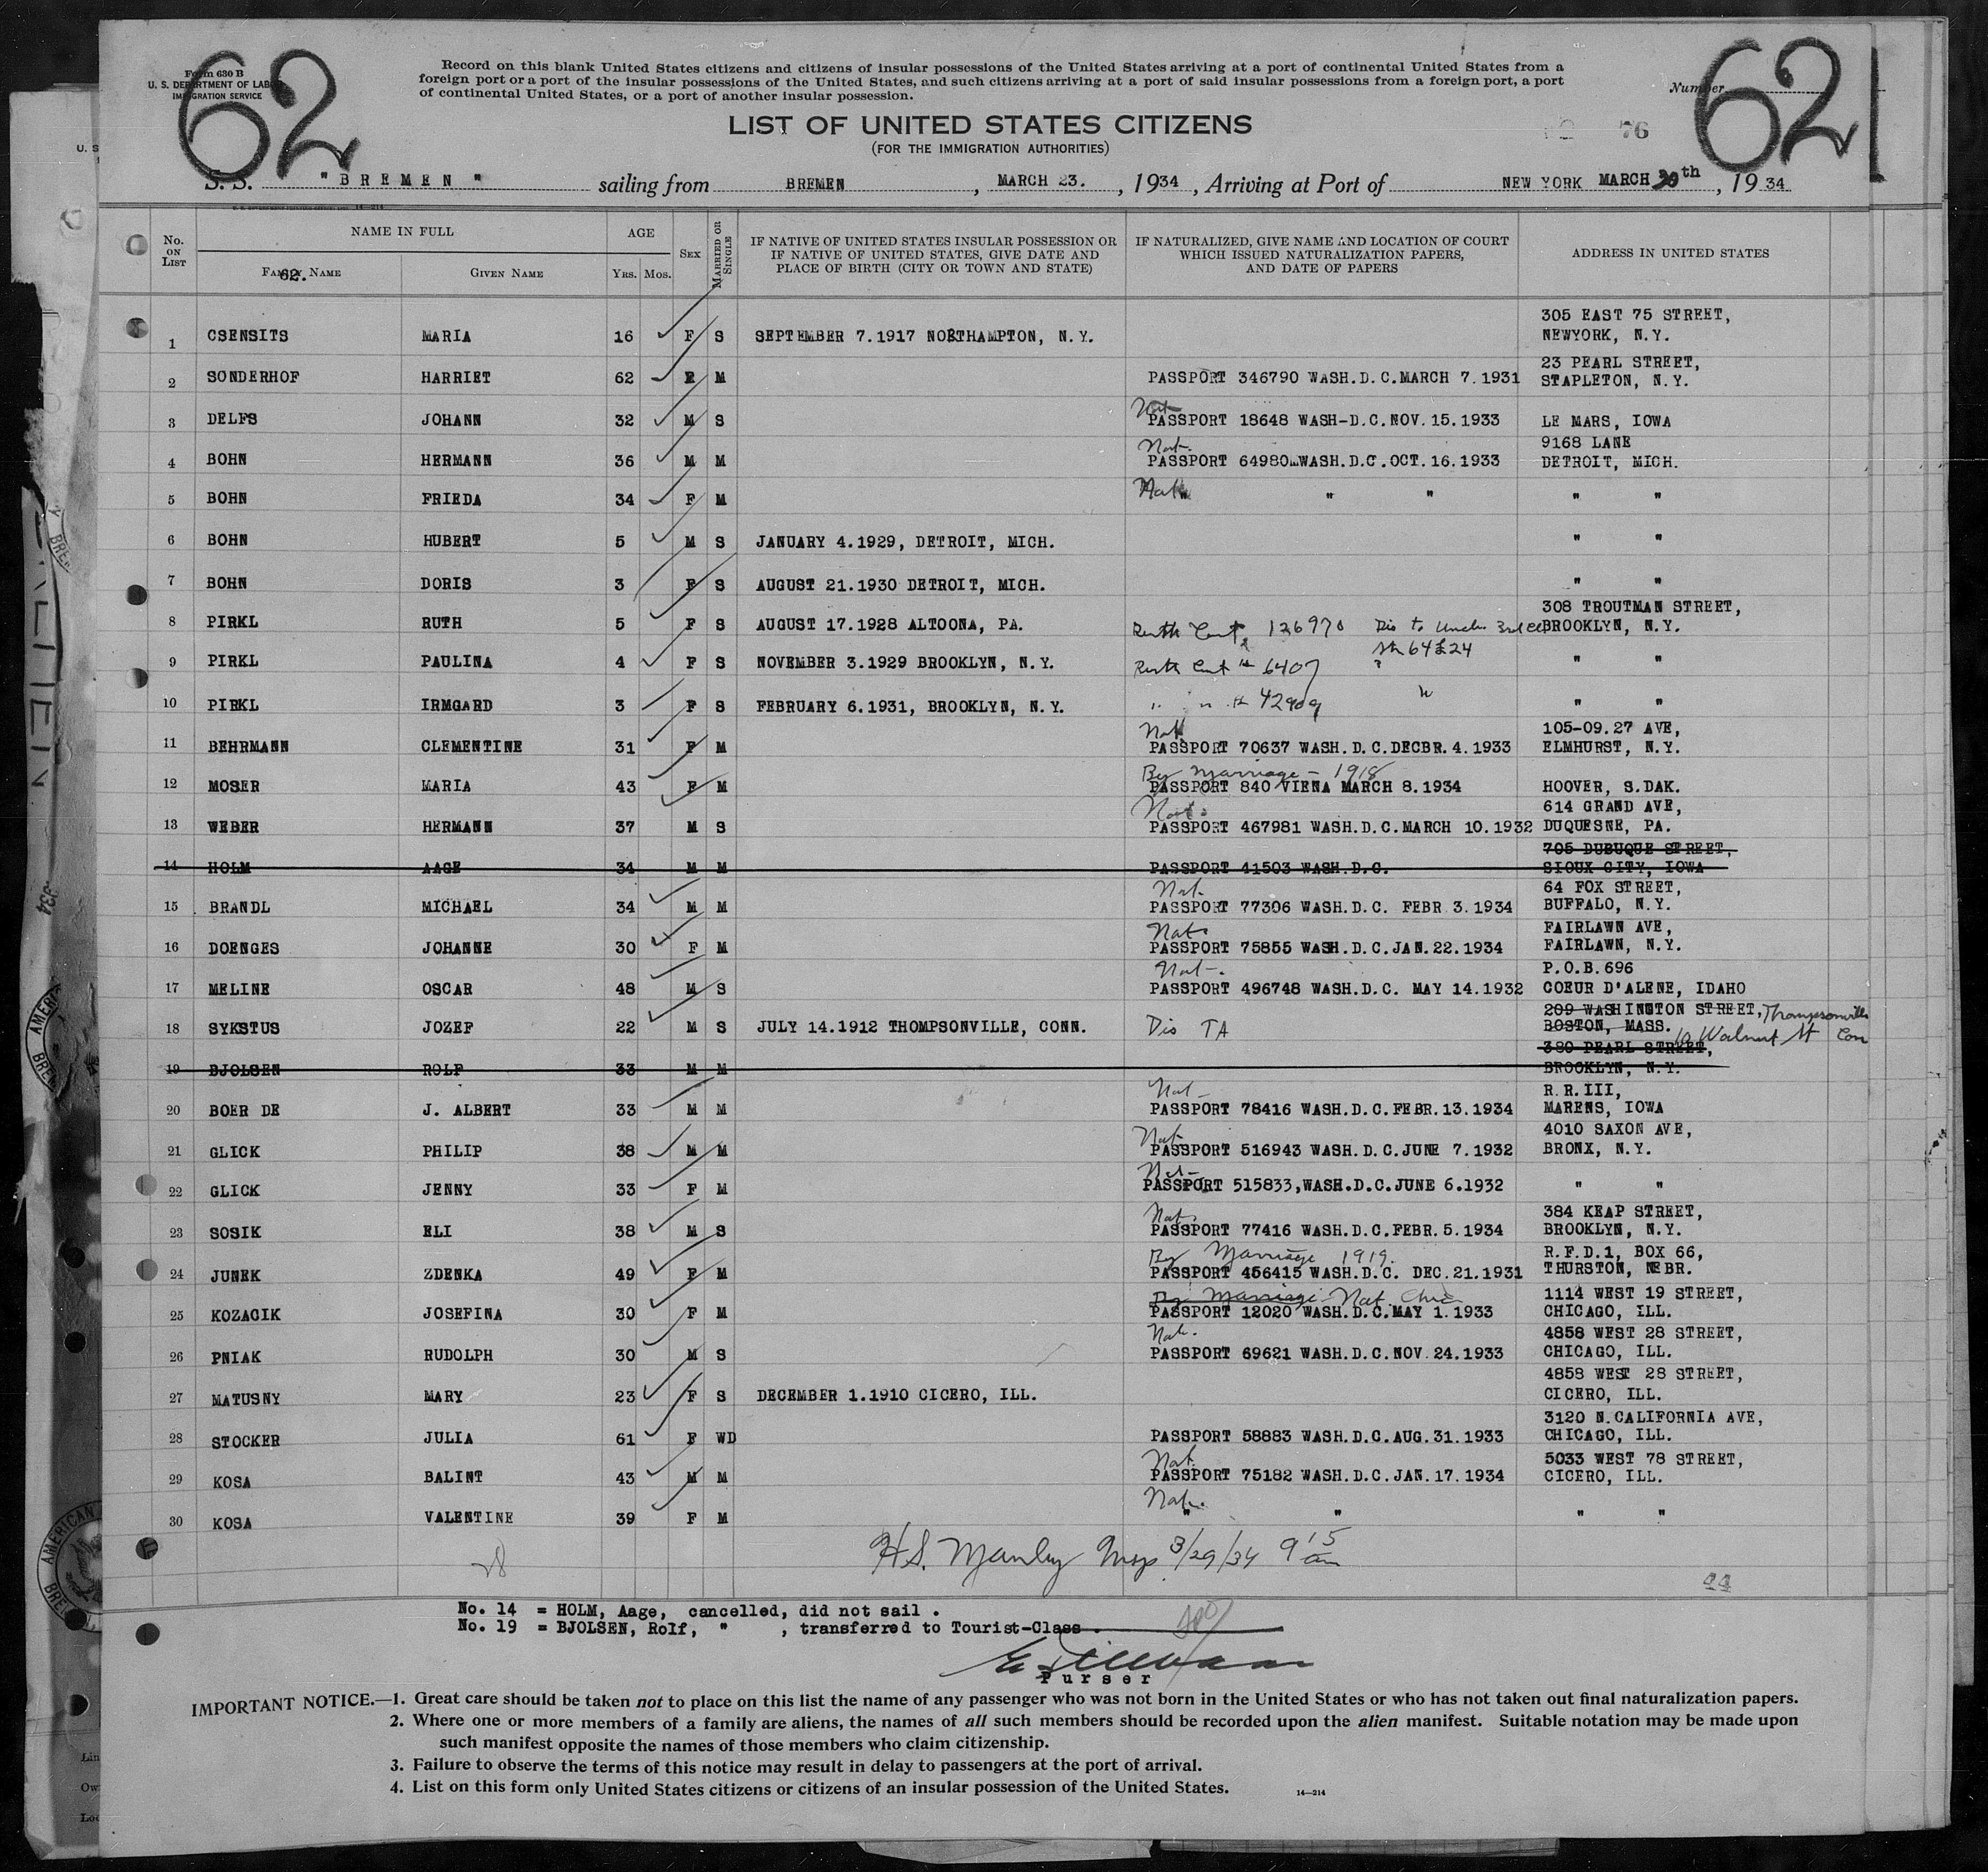 62
621
Form 630 B
U. S. DEPARTMENT OF LABOR
IMMIGRATION SERVICE
Record on this blank United States citizens and citizens of insular possessions of the United States arriving at a port of continental United States from a
foreign port or a port of the insular possessions of the United States, and such citizens arriving at a port of said insular possessions from a foreign port, a port
of continental United States, or a port of another insular possession.
Number
LIST OF UNITED STATES CITIZENS
(FOR THE IMMIGRATION AUTHORITIES)
76
S. S. "BREMEN" sailing from BREMEN, MARCH 23., 1934, Arriving at Port of NEW YORK MARCH 30th, 1934
No. ON LIST
NAME IN FULL
FAMILY NAME
62.
GIVEN NAME
AGE
YRS. MOS.
SEX
MARRIED OR SINGLE
IF NATIVE OF UNITED STATES INSULAR POSSESSION OR
IF NATIVE OF UNITED STATES, GIVE DATE AND
PLACE OF BIRTH (CITY OR TOWN AND STATE)
IF NATURALIZED, GIVE NAME AND LOCATION OF COURT
WHICH ISSUED NATURALIZATION PAPERS,
AND DATE OF PAPERS
ADDRESS IN UNITED STATES
305 EAST 75 STREET,
1 CSENSITS MARIA 16 F S SEPTEMBER 7.1917 NORTHAMPTON, N.Y. NEWYORK, N.Y.
23 PEARL STREET,
2 SONDERHOF HARRIET 62 F M PASSPORT 346790 WASH.D.C.MARCH 7.1931 STAPLETON, N.Y.
Nat
3 DELFS JOHANN 32 M S PASSPORT 18648 WASH-D.C.NOV.15.1933 LE MARS, IOWA
Nat. 9168 LANE
4 BOHN HERMANN 36 M M PASSPORT 64980 WASH.D.C.OCT.16.1933 DETROIT, MICH.
5 BOHN FRIEDA 34 F M Nat " " " "
6 BOHN HUBERT 5 M S JANUARY 4.1929, DETROIT, MICH. " "
7 BOHN DORIS 3 F S AUGUST 21.1930 DETROIT, MICH. " "
308 TROUTMAN STREET,
8 PIRKL RUTH 5 F S AUGUST 17.1928 ALTOONA, PA. 126970 BROOKLYN, N.Y.
9 PIRKL PAULINA 4 F S NOVEMBER 3.1929 BROOKLYN, N.Y. 6407 " "
10 PIRKL IRMGARD 3 F S FEBRUARY 6.1931, BROOKLYN, N.Y. " " # 42909 " "
Nat 105-09.27 AVE,
11 BEHRMANN CLEMENTINE 31 F M PASSPORT 70637 WASH.D.C.DECBR.4.1933 ELMHURST, N.Y.
By Marriage - 1918
12 MOSER MARIA 43 F M PASSPORT 840 VIENA MARCH 8.1934 HOOVER, S.DAK.
Nat. 614 GRAND AVE,
13 WEBER HERMANN 37 M S PASSPORT 467981 WASH.D.C.MARCH 10.1932 DUQUESNE, PA.
705 DUBUQUE STREET,
14 HOLM AAGE 34 M M PASSPORT 41503 WASH.D.C. SIOUX CITY, IOWA
Nat. 64 FOX STREET,
15 BRANDL MICHAEL 34 M M PASSPORT 77306 WASH.D.C. FEBR.3.1934 BUFFALO, N.Y.
Nat. FAIRLAWN AVE,
16 DOENGES JOHANNE 30 F M PASSPORT 75855 WASH.D.C.JAN.22.1934 FAIRLAWN, N.Y.
Nat. P.O.B.696
17 MELINE OSCAR 48 M S PASSPORT 496748 WASH.D.C. MAY 14.1932 COEUR D'ALENE, IDAHO
209 WASHINGTON STREET, Thompsonville
18 SYKSTUS JOZEF 22 M S JULY 14.1912 THOMPSONVILLE, CONN. Dis TA BOSTON, MASS. 10 Walnut St Con
380 PEARL STREET,
19 BJOLSEN ROLF 33 M M BROOKLYN, N.Y.
Nat R.R.III,
20 BOER DE J. ALBERT 33 M M PASSPORT 78416 WASH.D.C.FEBR.13.1934 MARENS, IOWA
Nat. 4010 SAXON AVE,
21 GLICK PHILIP 38 M M PASSPORT 516943 WASH.D.C.JUNE 7.1932 BRONX, N.Y.
Nat
22 GLICK JENNY 33 F M PASSPORT 515833,WASH.D.C.JUNE 6.1932 " "
Nat. 384 KEAP STREET,
23 SOSIK ELI 38 M S PASSPORT 77416 WASH.D.C.FEBR.5.1934 BROOKLYN, N.Y.
By Marriage 1919. R.F.D.1, BOX 66,
24 JUNEK ZDENKA 49 F M PASSPORT 456415 WASH.D.C. DEC.21.1931 THURSTON, NEBR.
By Marriage Nat. Chic 1114 WEST 19 STREET,
25 KOZACIK JOSEFINA 30 F M PASSPORT 12020 WASH.D.C.MAY 1.1933 CHICAGO, ILL.
Nat. 4858 WEST 28 STREET,
26 PNIAK RUDOLPH 30 M S PASSPORT 69621 WASH.D.C.NOV.24.1933 CHICAGO, ILL.
4858 WEST 28 STREET,
27 MATUSNY MARY 23 F S DECEMBER 1.1910 CICERO, ILL. CICERO, ILL.
3120 N.CALIFORNIA AVE,
28 STOCKER JULIA 61 F WD PASSPORT 58883 WASH.D.C.AUG.31.1933 CHICAGO, ILL.
Nat. 5033 WEST 78 STREET,
29 KOSA BALINT 43 M M PASSPORT 75182 WASH.D.C.JAN.17.1934 CICERO, ILL.
Nat.
30 KOSA VALENTINE 39 F M " " " "
28
H.S. Manley Insp 3/29/34 9 15 am
No. 14 = HOLM, Aage, cancelled, did not sail .
No. 19 = BJOLSEN, Rolf, " , transferred to Tourist-Class .
Purser
IMPORTANT NOTICE.—1. Great care should be taken not to place on this list the name of any passenger who was not born in the United States or who has not taken out final naturalization papers.
2. Where one or more members of a family are aliens, the names of all such members should be recorded upon the alien manifest. Suitable notation may be made upon
such manifest opposite the names of those members who claim citizenship.
3. Failure to observe the terms of this notice may result in delay to passengers at the port of arrival.
4. List on this form only United States citizens or citizens of an insular possession of the United States.
14—214